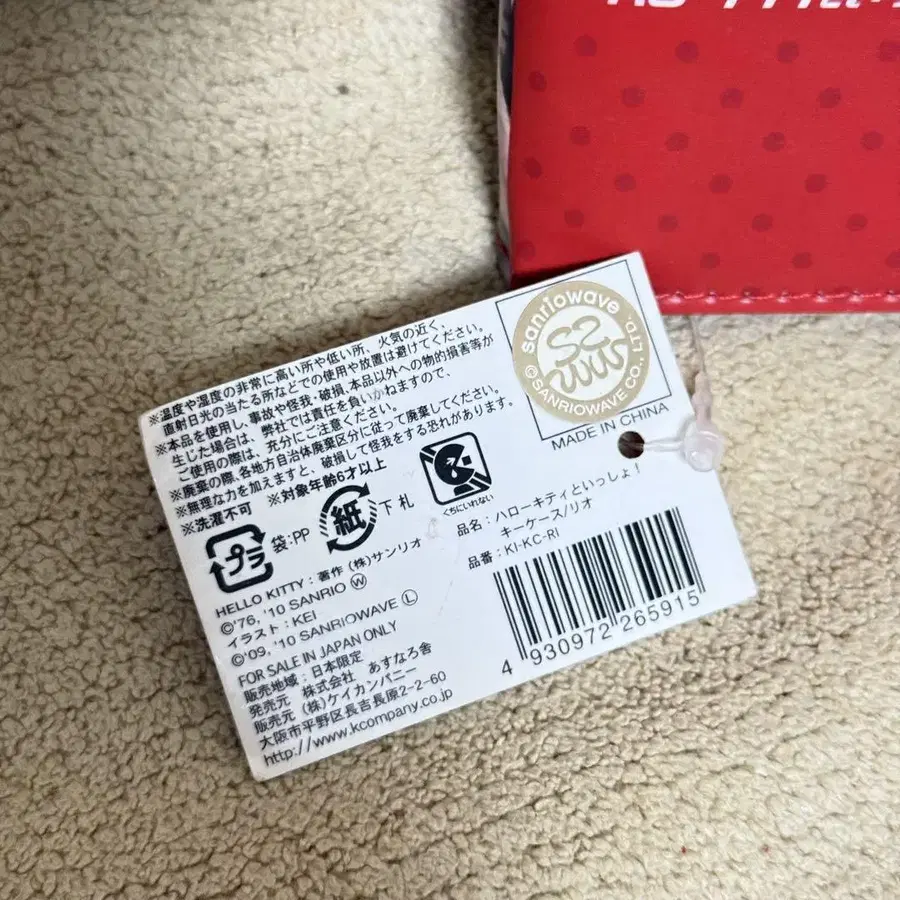 ※温度や湿度の非常に高い所や低い所、火気の近く、
直射日光の当たる所などでの使用や放置は避けてください。
※本品を使用し、事故や怪我、破損、本品以外への物的損害等が
生じた場合は、弊社では責任を負いかねますので、
ご使用の際は、充分にご注意ください。
※廃棄の際、各地方自治体廃棄区分に従って廃棄してください。
※無理な力を加えますと、破損して怪我をする恐れがあります。
※洗濯不可 ※対象年齢6才以上
プラ 袋:PP 紙 下札
くちにいれない
sanriowave
© SANRIOWAVE CO., LTD.
MADE IN CHINA
品名:ハローキティといっしょ!
キーケース/リオ
品番:KI-KC-RI
4 930972 265915
HELLO KITTY:著作(株)サンリオ
©'76, '10 SANRIO Ⓦ
イラスト:KEI
©'09, '10 SANRIOWAVE Ⓛ
FOR SALE IN JAPAN ONLY
販売地域:日本限定
発売元 株式会社 あすなろ舎
販売元 (株)ケイカンパニー
大阪市平野区長吉長原2-2-60
http://www.kcompany.co.jp